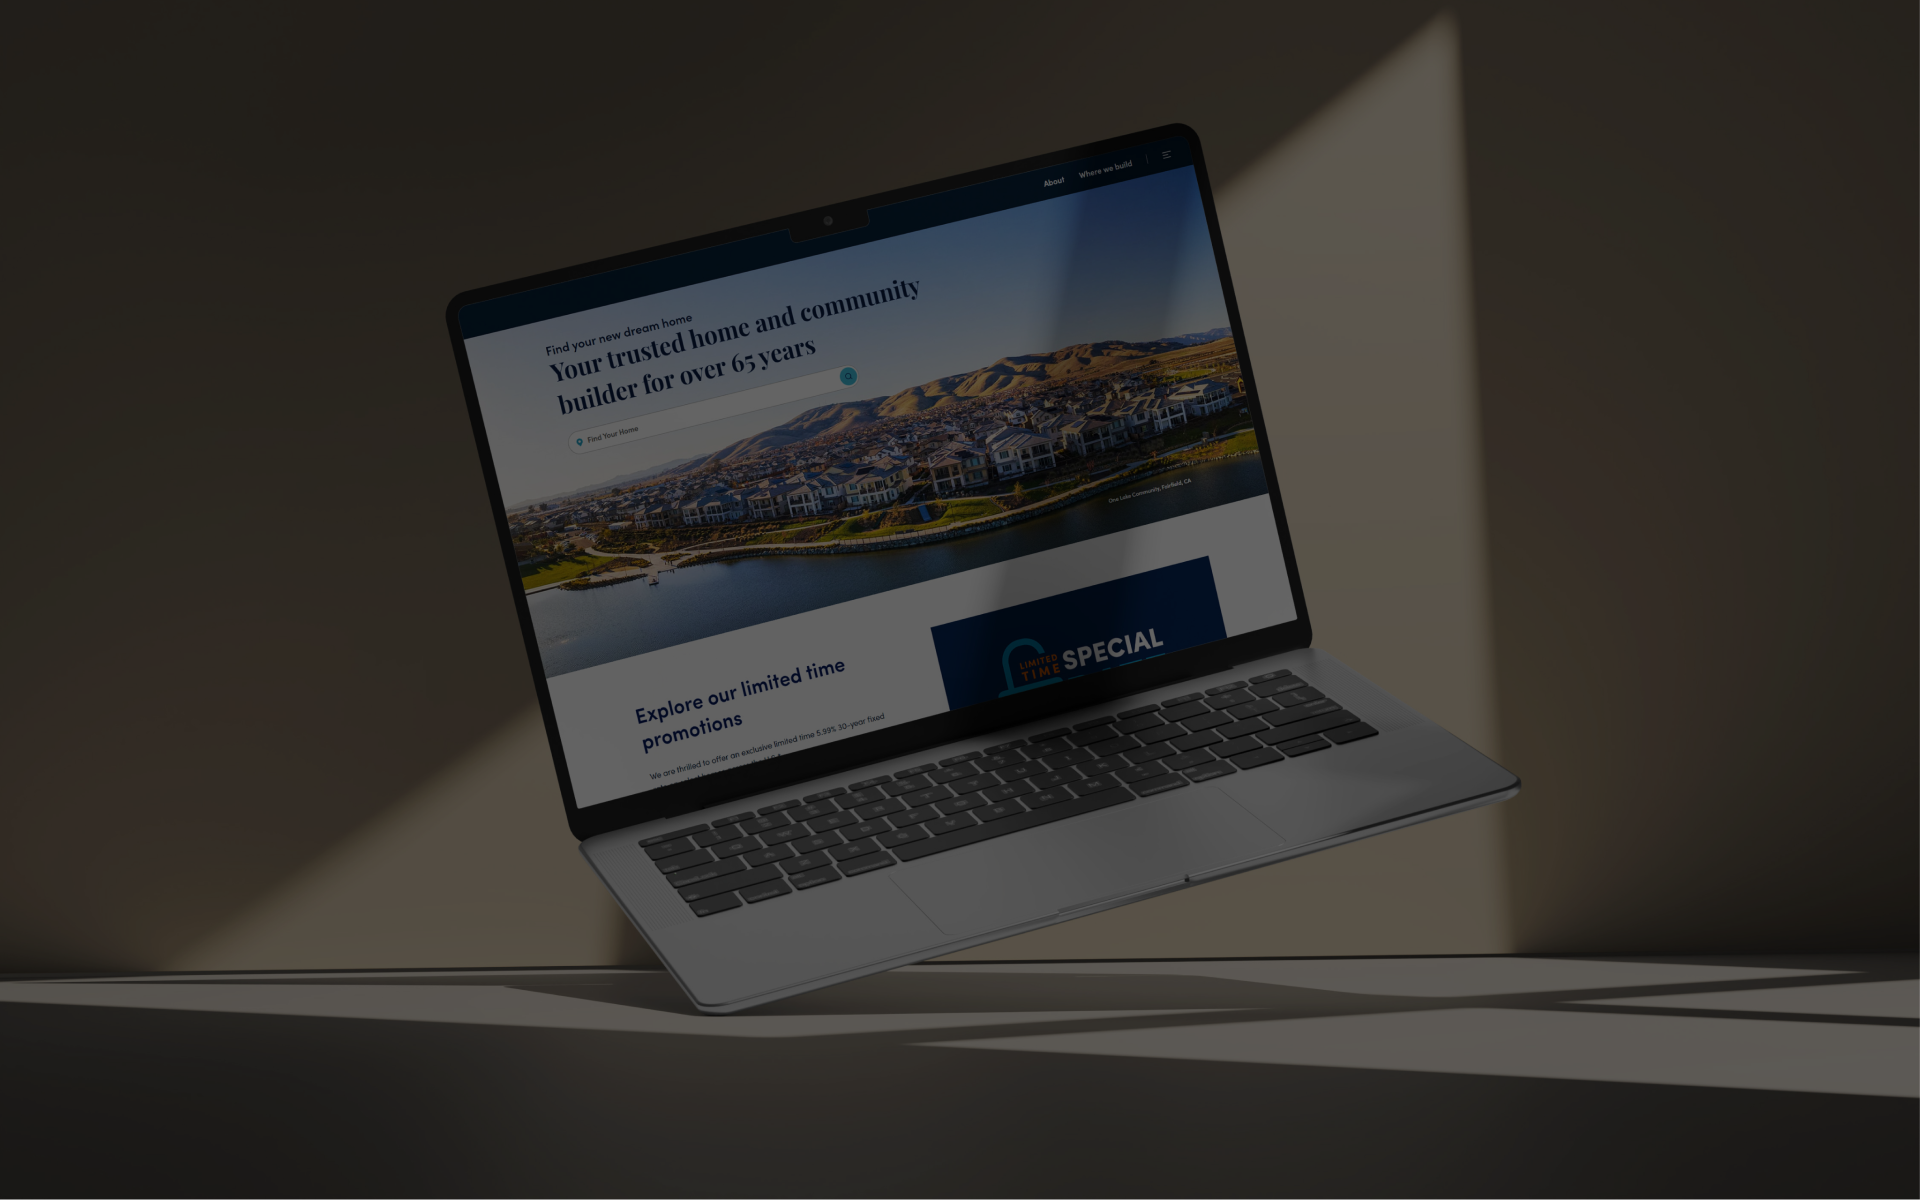 About
Where we build
Find your new dream home
Your trusted home and community
builder for over 65 years
Find Your Home
One Lake Community, Fairfield, CA
Explore our limited time
promotions
LIMITED
TIME
SPECIAL
We are thrilled to offer an exclusive limited time 5.99% 30-year fixed